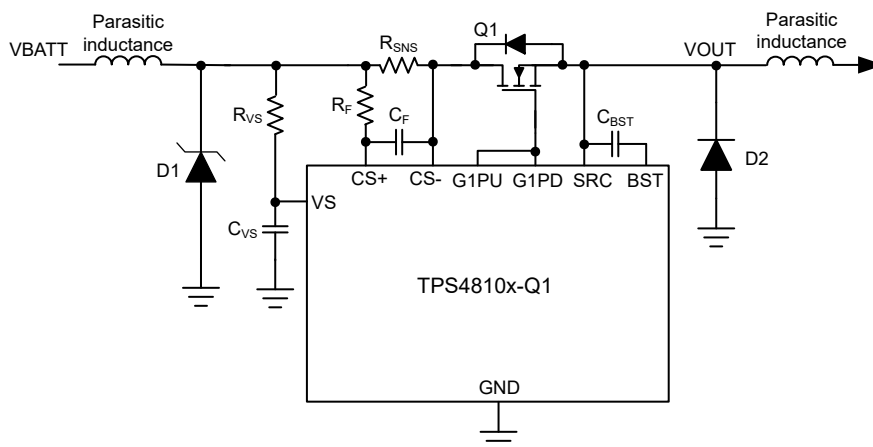 Parasitic
inductance
VBATT
RSNS
Q1
VOUT
Parasitic
inductance
RVS
RF
CF
CBST
D1
D2
CS+
CS-
G1PU
G1PD
SRC
BST
VS
CVS
TPS4810x-Q1
GND